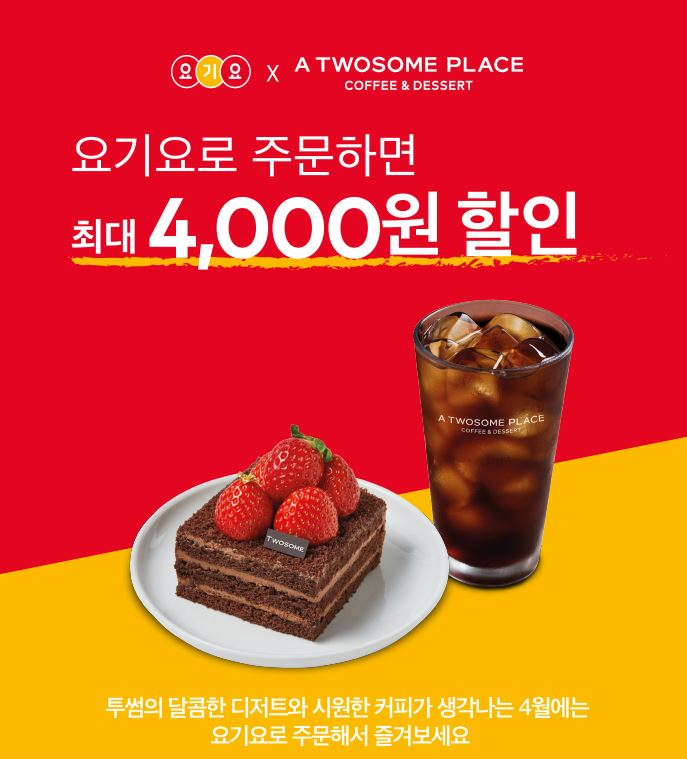 요기요 X A TWOSOME PLACE
COFFEE & DESSERT
요기요로 주문하면
최대 4,000원 할인
A TWOSOME PLACE
COFFEE & DESSERT
TWOSOME
투썸의 달콤한 디저트와 시원한 커피가 생각나는 4월에는
요기요로 주문해서 즐겨보세요